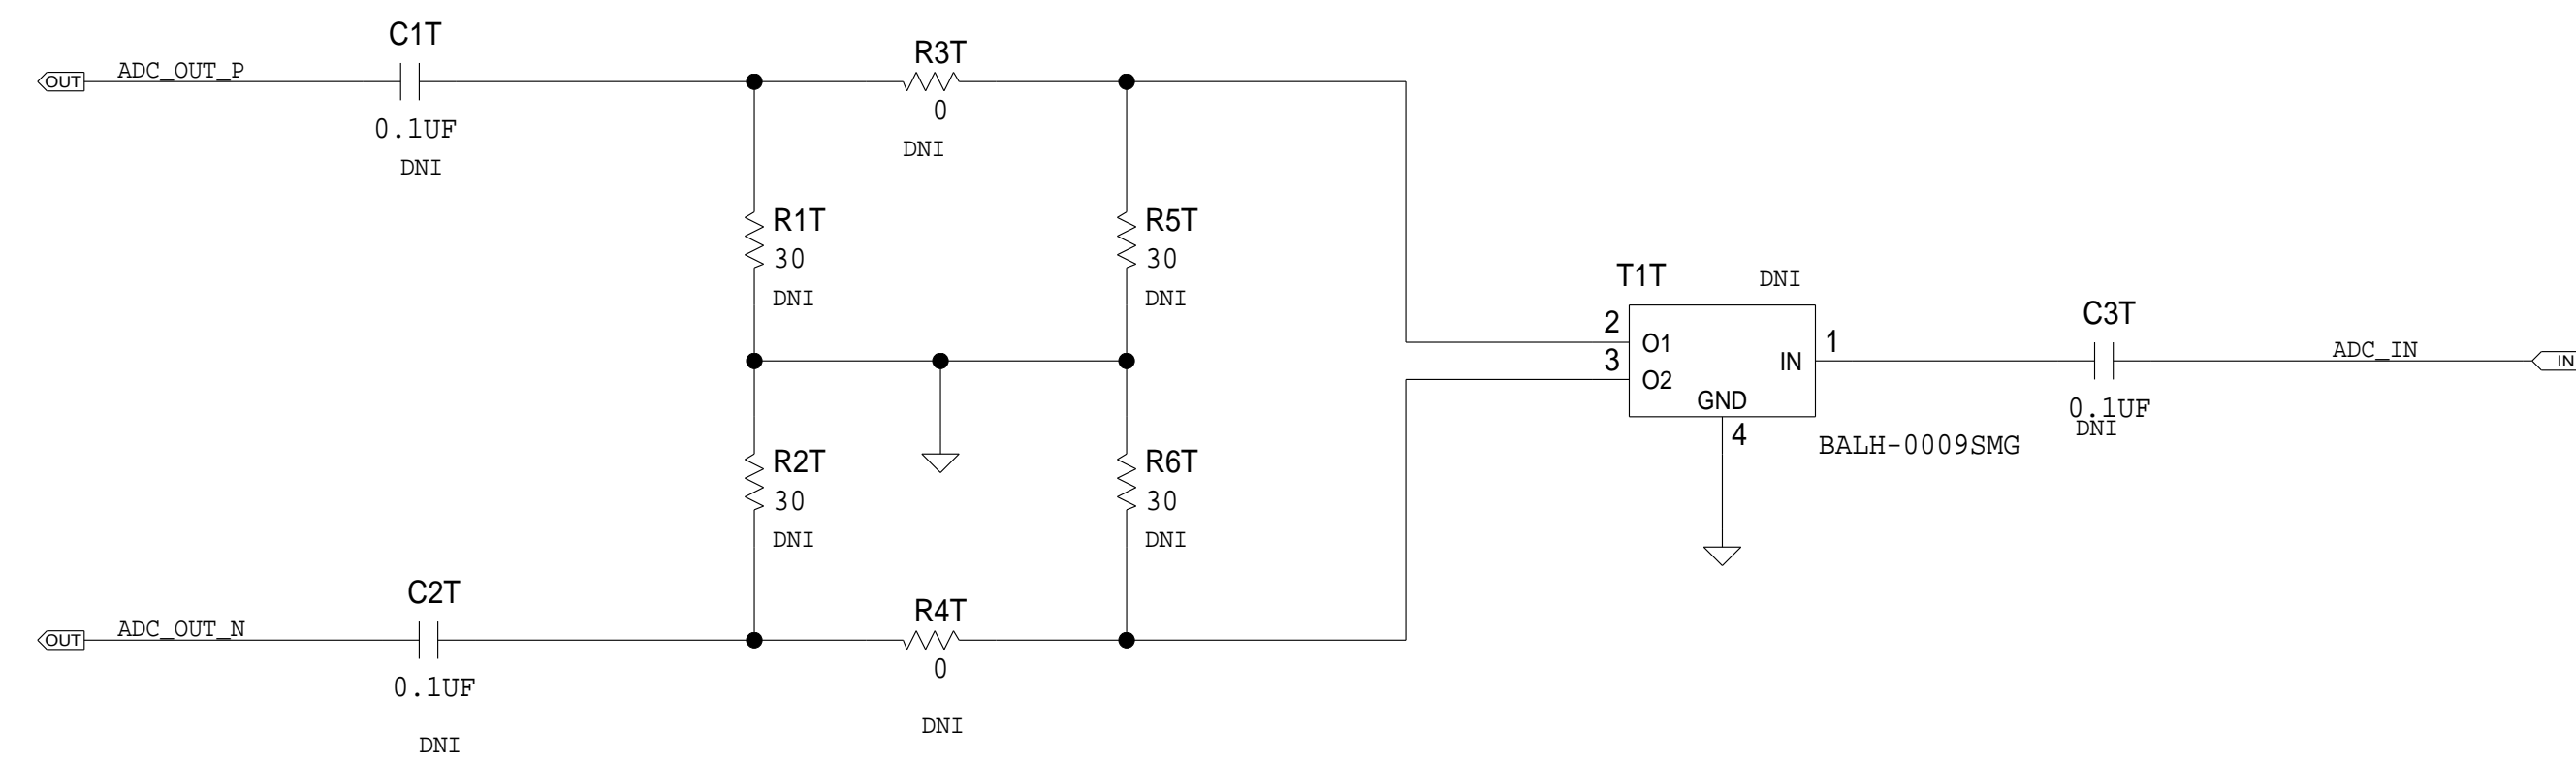 C1T
OUT
ADC_OUT_P
0.1UF
DNI
R3T
0
DNI
R1T
30
DNI
R5T
30
DNI
R2T
30
DNI
R6T
30
DNI
OUT
ADC_OUT_N
C2T
0.1UF
DNI
R4T
0
DNI
T1T
DNI
2
O1
3
O2
IN
1
GND
4
BALH-0009SMG
C3T
0.1UF
DNI
ADC_IN
IN